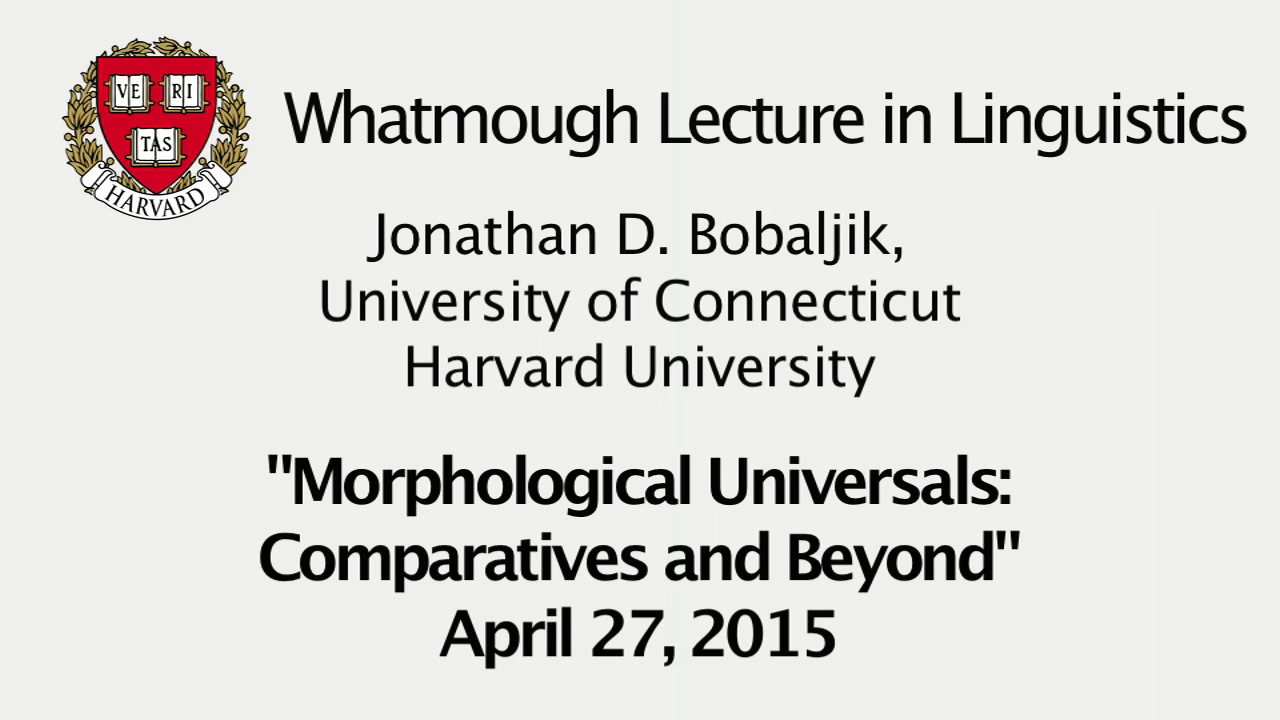 VE RI
TAS
HARVARD
Whatmough Lecture in Linguistics
Jonathan D. Bobaljik,
University of Connecticut
Harvard University
"Morphological Universals:
Comparatives and Beyond"
April 27, 2015